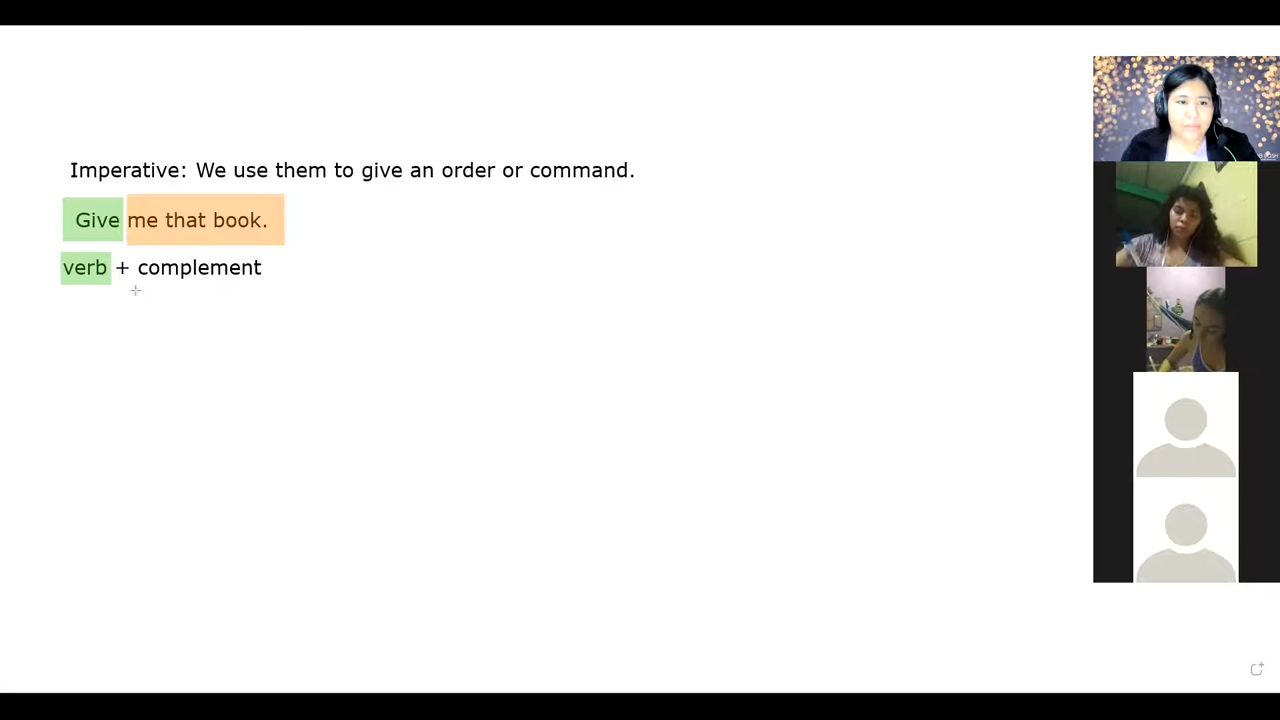 Imperative: We use them to give an order or command.
Give me that book.
verb + complement